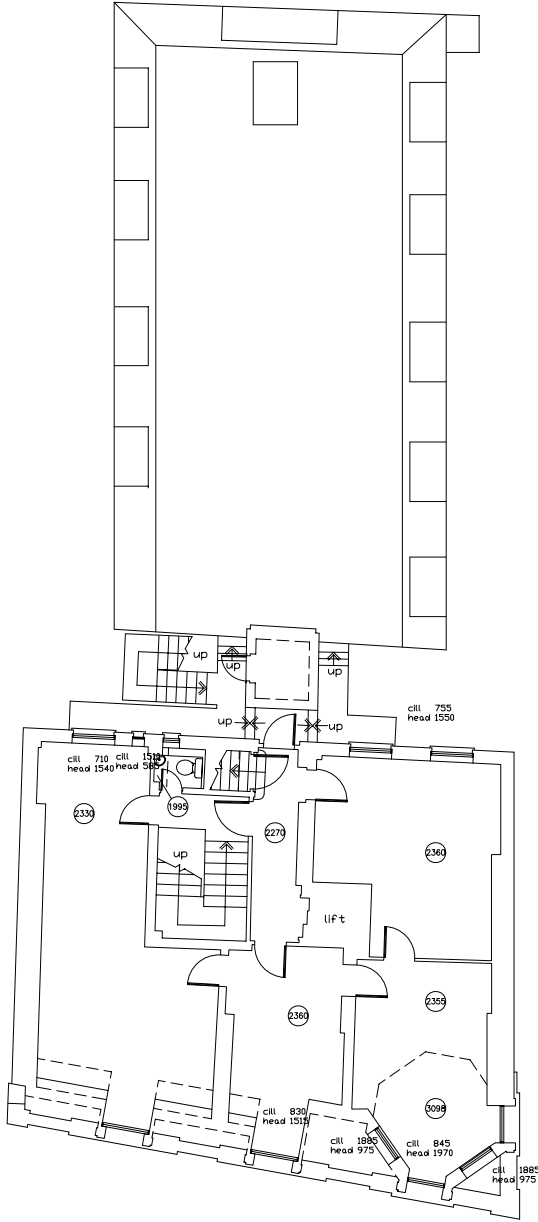 up
up
up
up
up
cill 755
head 1550
cill 710
head 1540
cill 1513
head 565
2330
1995
2270
2360
up
lift
2360
2355
3098
cill 830
head 1515
cill 1885
head 975
cill 845
head 1970
cill 1885
head 975